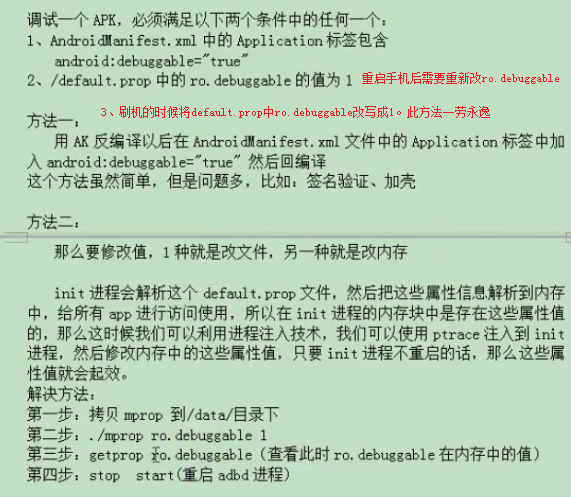 调试一个 APK，必须满足以下两个条件中的任何一个：
1、AndroidManifest.xml 中的 Application 标签包含
android:debuggable="true"
2、/default.prop 中的 ro.debuggable 的值为 1 重启手机后需要重新改ro.debuggable
3、刷机的时候将default.prop中ro.debuggable改写成1。此方法一劳永逸
方法一：
用 AK 反编译以后在 AndroidManifest.xml 文件中的 Application 标签中加
入 android:debuggable="true" 然后回编译
这个方法虽然简单，但是问题多，比如：签名验证、加壳
方法二：
那么要修改值，1 种就是改文件，另一种就是改内存
init 进程会解析这个 default.prop 文件，然后把这些属性信息解析到内存
中，给所有 app 进行访问使用，所以在 init 进程的内存块中是存在这些属性值
的，那么这时候我们可以利用进程注入技术，我们可以使用 ptrace 注入到 init
进程，然后修改内存中的这些属性值，只要 init 进程不重启的话，那么这些属
性值就会起效。
解决方法：
第一步：拷贝 mprop 到/data/目录下
第二步：./mprop ro.debuggable 1
第三步：getprop ro.debuggable（查看此时 ro.debuggable 在内存中的值）
第四步：stop start(重启 adbd 进程)